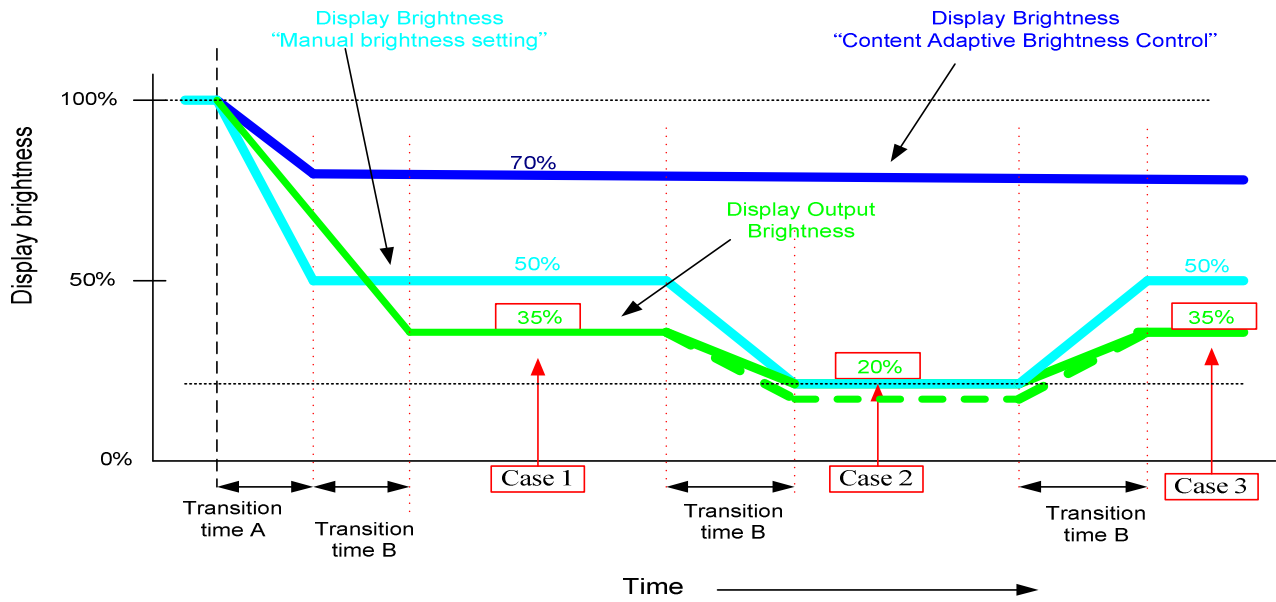 Display Brightness
“Manual brightness setting”
Display Brightness
“Content Adaptive Brightness Control”
100%
70%
Display Output
Brightness
50%
50%
50%
35%
35%
20%
0%
Display brightness
Case 1
Case 2
Case 3
Transition
time A
Transition
time B
Transition
time B
Transition
time B
Time